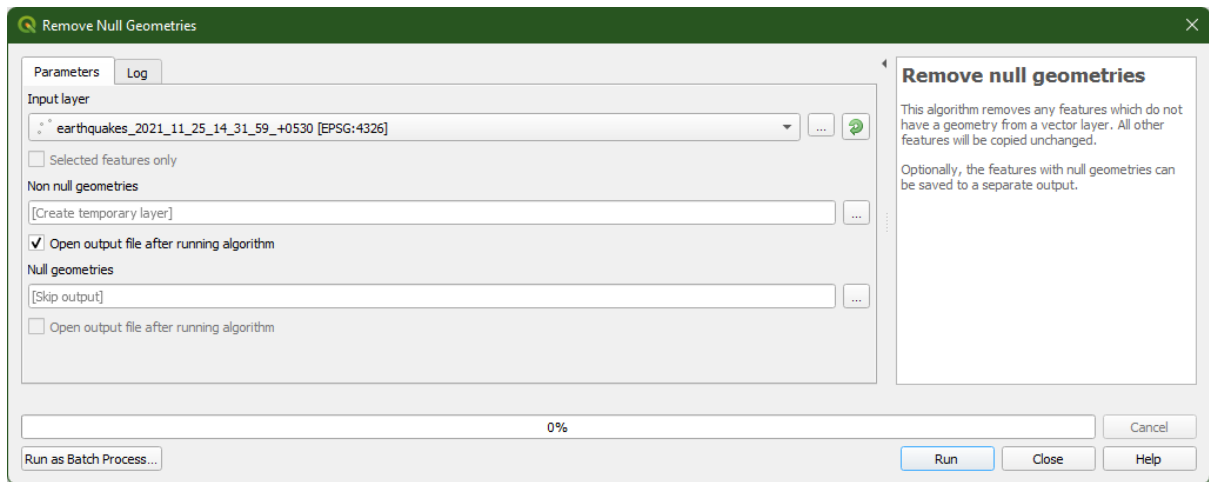 Remove Null Geometries
Parameters
Log
Input layer
earthquakes_2021_11_25_14_31_59_+0530 [EPSG:4326]
...
Selected features only
Non null geometries
[Create temporary layer]
...
Open output file after running algorithm
Null geometries
[Skip output]
...
Open output file after running algorithm
Remove null geometries
This algorithm removes any features which do not
have a geometry from a vector layer. All other
features will be copied unchanged.
Optionally, the features with null geometries can
be saved to a separate output.
0%
Cancel
Run as Batch Process...
Run
Close
Help